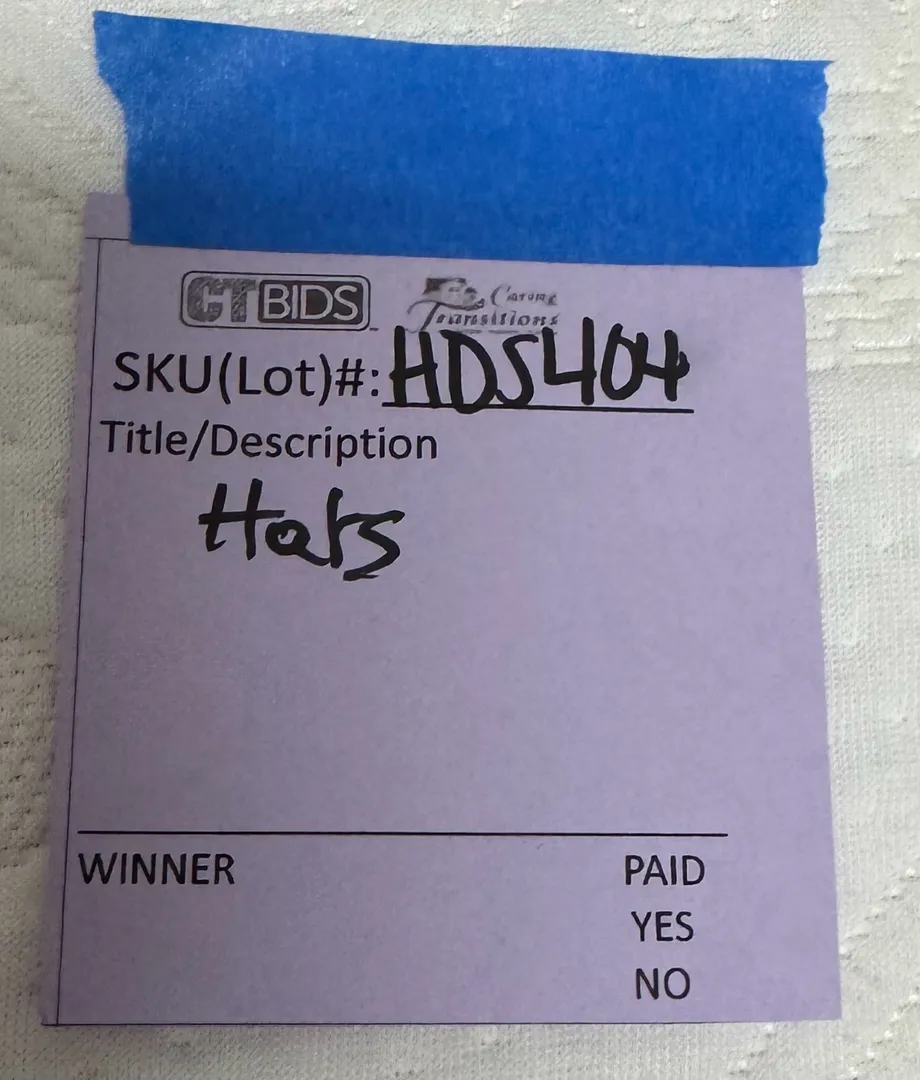 CTBIDS Caring
Transitions
SKU(Lot)#: HDS404
Title/Description
Hats
WINNER PAID
YES
NO